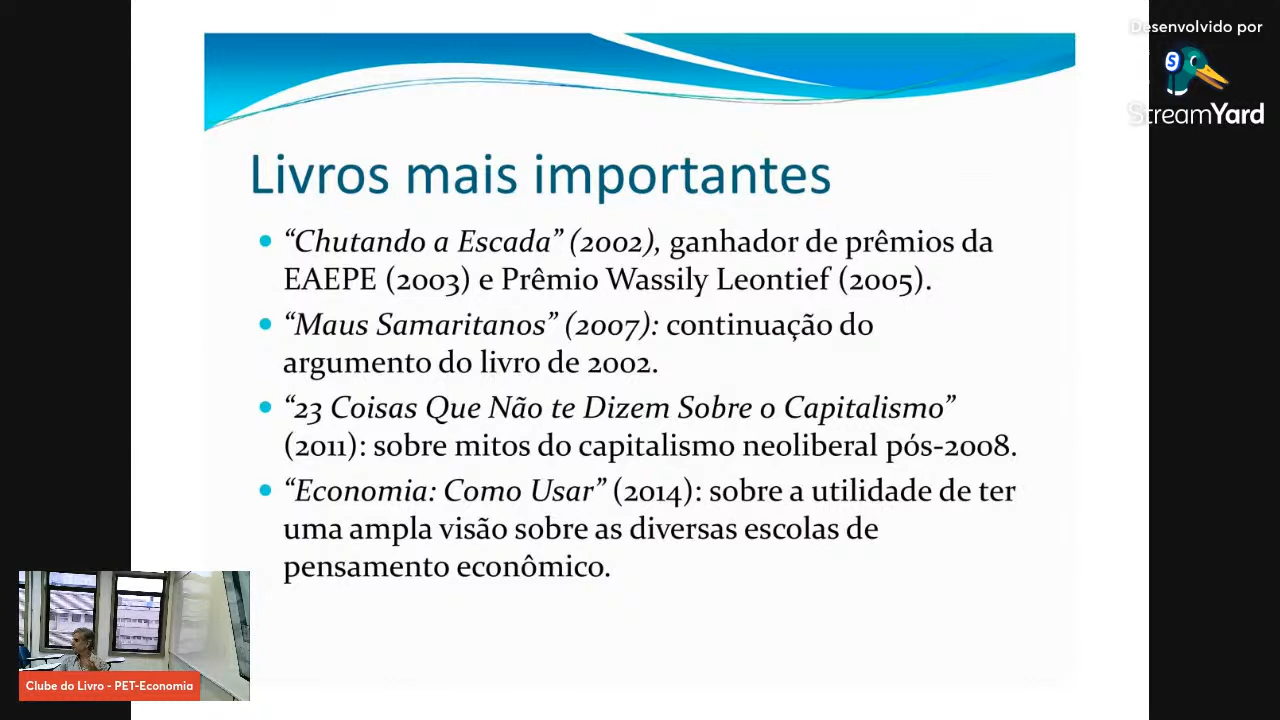 Desenvolvido por
S
StreamYard
Livros mais importantes
“Chutando a Escada” (2002), ganhador de prêmios da
EAEPE (2003) e Prêmio Wassily Leontief (2005).
“Maus Samaritanos” (2007): continuação do
argumento do livro de 2002.
“23 Coisas Que Não te Dizem Sobre o Capitalismo”
(2011): sobre mitos do capitalismo neoliberal pós-2008.
“Economia: Como Usar” (2014): sobre a utilidade de ter
uma ampla visão sobre as diversas escolas de
pensamento econômico.
Clube do Livro - PET-Economia